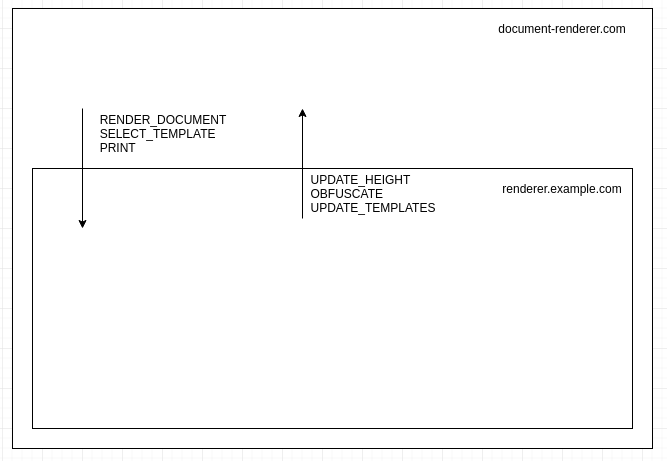 document-renderer.com
RENDER_DOCUMENT
SELECT_TEMPLATE
PRINT
UPDATE_HEIGHT
OBFUSCATE
UPDATE_TEMPLATES
renderer.example.com